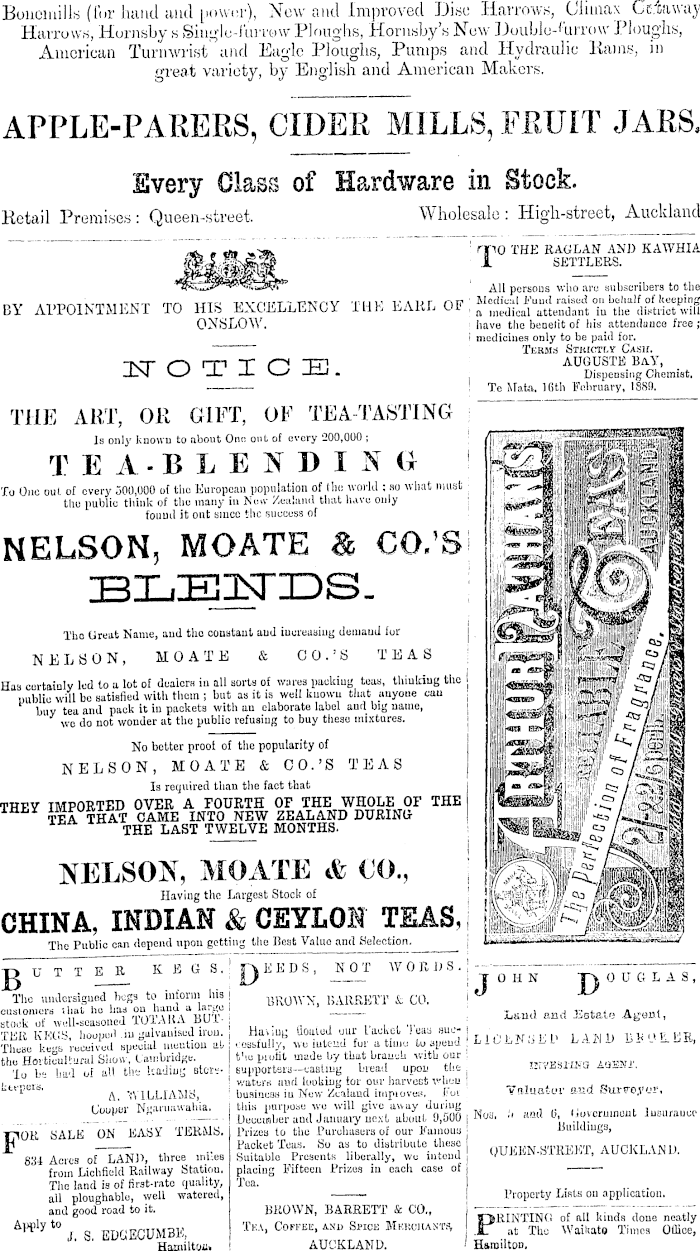 Bonemills (for hand and power), New and Improved Disc Harrows, Climax Cutaway
Harrows, Hornsby's Single-furrow Ploughs, Hornsby's New Double-furrow Ploughs,
American Turnwrist and Eagle Ploughs, Pumps and Hydraulic Rams, in
great variety, by English and American Makers.
APPLE-PARERS, CIDER MILLS, FRUIT JARS.
Every Class of Hardware in Stock.
Retail Premises: Queen-street. Wholesale: High-street, Auckland
BY APPOINTMENT TO HIS EXCELLENCY THE EARL OF
ONSLOW.
NOTICE.
THE ART, OR GIFT, OF TEA-TASTING
Is only known to about One out of every 200,000;
TEA-BLENDING
To One out of every 500,000 of the European population of the world; so what must
the public think of the many in New Zealand that have only
found it out since the success of
NELSON, MOATE & CO.'S
BLENDS.
The Great Name, and the constant and increasing demand for
NELSON, MOATE & CO.'S TEAS
Has certainly led to a lot of dealers in all sorts of wares packing teas, thinking the
public will be satisfied with them; but as it is well known that anyone can
buy tea and pack it in packets with an elaborate label and big name,
we do not wonder at the public refusing to buy these mixtures.
No better proof of the popularity of
NELSON, MOATE & CO.'S TEAS
Is required than the fact that
THEY IMPORTED OVER A FOURTH OF THE WHOLE OF THE
TEA THAT CAME INTO NEW ZEALAND DURING
THE LAST TWELVE MONTHS.
NELSON, MOATE & CO.,
Having the Largest Stock of
CHINA, INDIAN & CEYLON TEAS,
The Public can depend upon getting the Best Value and Selection.
TO THE RAGLAN AND KAWHIA
SETTLERS.
All persons who are subscribers to the
Medical Fund raised on behalf of keeping
a medical attendant in the district will
have the benefit of his attendance free;
medicines only to be paid for.
TERMS STRICTLY CASH.
AUGUSTE BAY,
Dispensing Chemist.
Te Mata, 16th February, 1889.
ARTHUR NATHAN'S
RELIABLE TEAS
AUCKLAND
The Perfection of Fragrance.
2/-2/2 2/6 per lb
BUTTER KEGS.
The undersigned begs to inform his
customers that he has on hand a large
stock of well-seasoned TOTARA BUT-
TER KEGS, hooped in galvanised iron.
These kegs received special mention at
the Horticultural Show, Cambridge.
To be had of all the leading store-
keepers.
A. WILLIAMS,
Cooper Ngaruawahia.
FOR SALE ON EASY TERMS.
834 Acres of LAND, three miles
from Lichfield Railway Station.
The land is of first-rate quality,
all ploughable, well watered,
and good road to it.
Apply to
J. S. EDGECUMBE,
Hamilton.
DEEDS, NOT WORDS.
BROWN, BARRETT & CO.
Having floated our Packet Teas suc-
cessfully, we intend for a time to spend
the profit made by that branch with our
supporters—casting bread upon the
waters and looking for our harvest when
business in New Zealand improves. For
this purpose we will give away during
December and January next about 9,500
Prizes to the Purchasers of our Famous
Packet Teas. So as to distribute these
Suitable Presents liberally, we intend
placing Fifteen Prizes in each case of
Tea.
BROWN, BARRETT & CO.,
TEA, COFFEE, AND SPICE MERCHANTS,
AUCKLAND.
JOHN DOUGLAS,
Land and Estate Agent,
LICENSED LAND BROKER,
INVESTING AGENT.
Valuator and Surveyor,
Nos. 5 and 6, Government Insurance
Buildings,
QUEEN-STREET, AUCKLAND.
Property Lists on application.
PRINTING of all kinds done neatly
at The Waikato Times Office,
Hamilton,